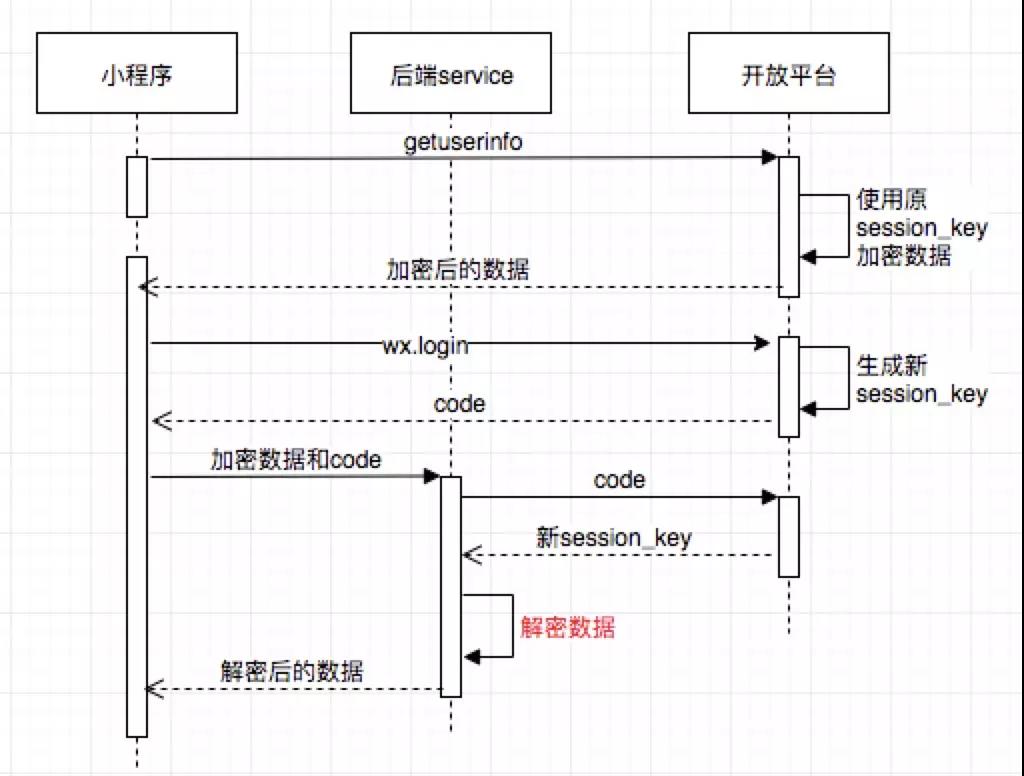 小程序
后端service
开放平台
getuserinfo
使用原
session_key
加密数据
加密后的数据
wx.login
生成新
session_key
code
加密数据和code
code
新session_key
解密数据
解密后的数据